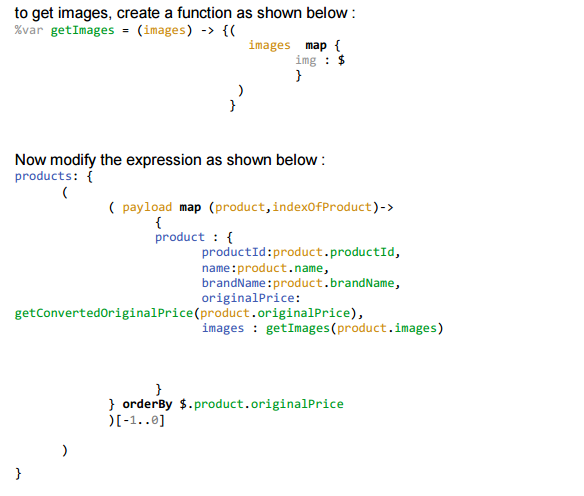 to get images, create a function as shown below :
%var getImages = (images) -> {(
images  map {
img : $
}
)
}
Now modify the expression as shown below :
products: {
(
( payload map (product,indexOfProduct)->
{
product : {
productId:product.productId,
name:product.name,
brandName:product.brandName,
originalPrice:
getConvertedOriginalPrice(product.originalPrice),
images : getImages(product.images)
}
} orderBy $.product.originalPrice
)[-1..0]
)
}